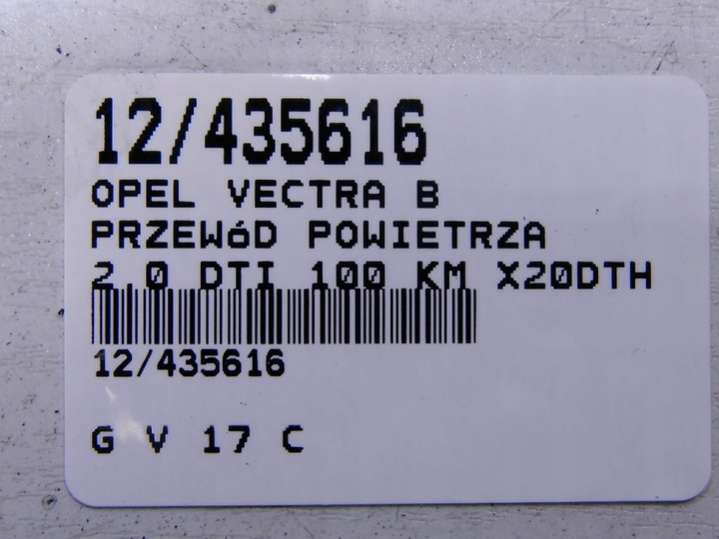 12/435616
OPEL VECTRA B
PRZEWóD POWIETRZA
2.0 DTI 100 KM X20DTH
12/435616
G V 17 C